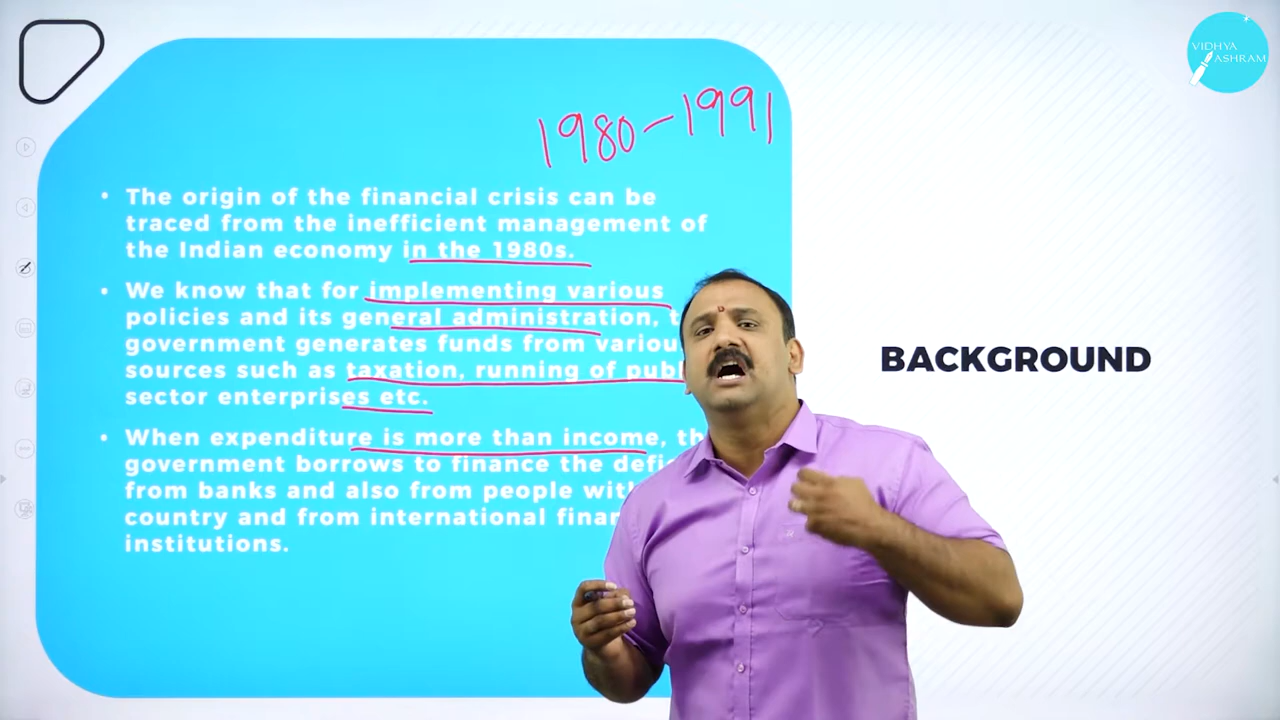 VIDHYA
ASHRAM
1980-1991
• The origin of the financial crisis can be
traced from the inefficient management of
the Indian economy in the 1980s.
• We know that for implementing various
policies and its general administration,
government generates funds from
sources such as taxation, running of
sector enterprises etc.
• When expenditure is more than income,
government borrows to finance the
from banks and also from people
country and from international
institutions.
BACKGROUND